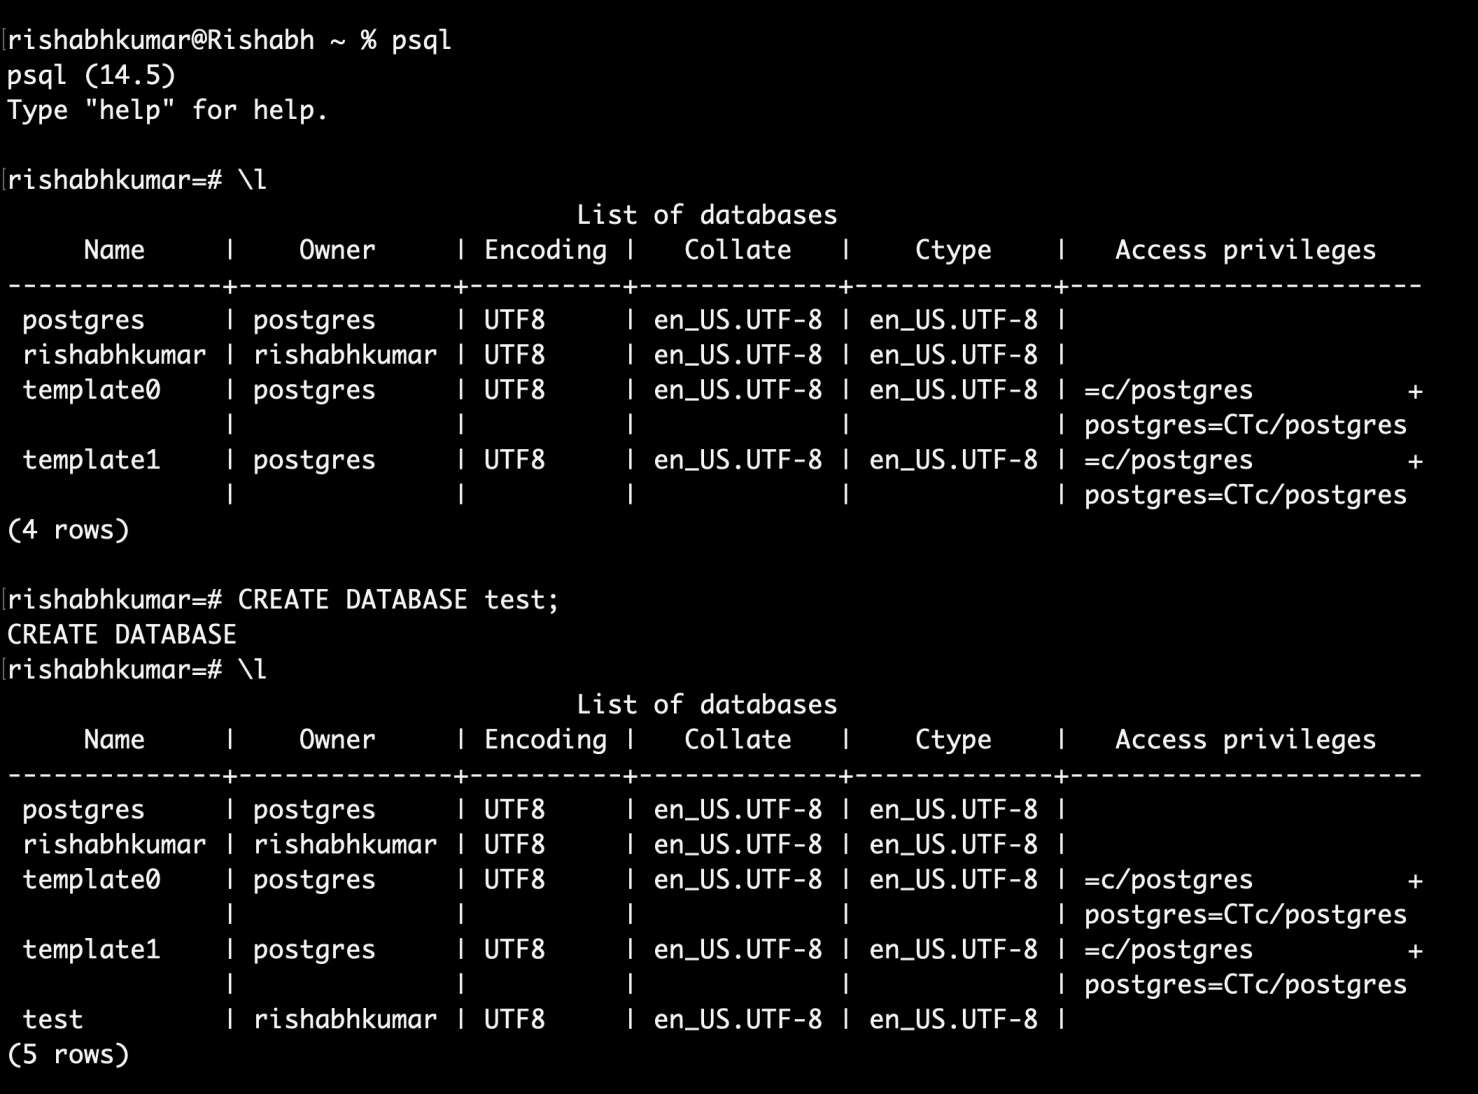 rishabhkumar@Rishabh ~ % psql
psql (14.5)
Type "help" for help.

rishabhkumar=# \l
                                     List of databases
     Name     |    Owner     | Encoding |   Collate   |    Ctype    |   Access privileges
--------------+--------------+----------+-------------+-------------+-----------------------
 postgres     | postgres     | UTF8     | en_US.UTF-8 | en_US.UTF-8 |
 rishabhkumar | rishabhkumar | UTF8     | en_US.UTF-8 | en_US.UTF-8 |
 template0    | postgres     | UTF8     | en_US.UTF-8 | en_US.UTF-8 | =c/postgres          +
              |              |          |             |             | postgres=CTc/postgres
 template1    | postgres     | UTF8     | en_US.UTF-8 | en_US.UTF-8 | =c/postgres          +
              |              |          |             |             | postgres=CTc/postgres
(4 rows)

rishabhkumar=# CREATE DATABASE test;
CREATE DATABASE
rishabhkumar=# \l
                                     List of databases
     Name     |    Owner     | Encoding |   Collate   |    Ctype    |   Access privileges
--------------+--------------+----------+-------------+-------------+-----------------------
 postgres     | postgres     | UTF8     | en_US.UTF-8 | en_US.UTF-8 |
 rishabhkumar | rishabhkumar | UTF8     | en_US.UTF-8 | en_US.UTF-8 |
 template0    | postgres     | UTF8     | en_US.UTF-8 | en_US.UTF-8 | =c/postgres          +
              |              |          |             |             | postgres=CTc/postgres
 template1    | postgres     | UTF8     | en_US.UTF-8 | en_US.UTF-8 | =c/postgres          +
              |              |          |             |             | postgres=CTc/postgres
 test         | rishabhkumar | UTF8     | en_US.UTF-8 | en_US.UTF-8 |
(5 rows)